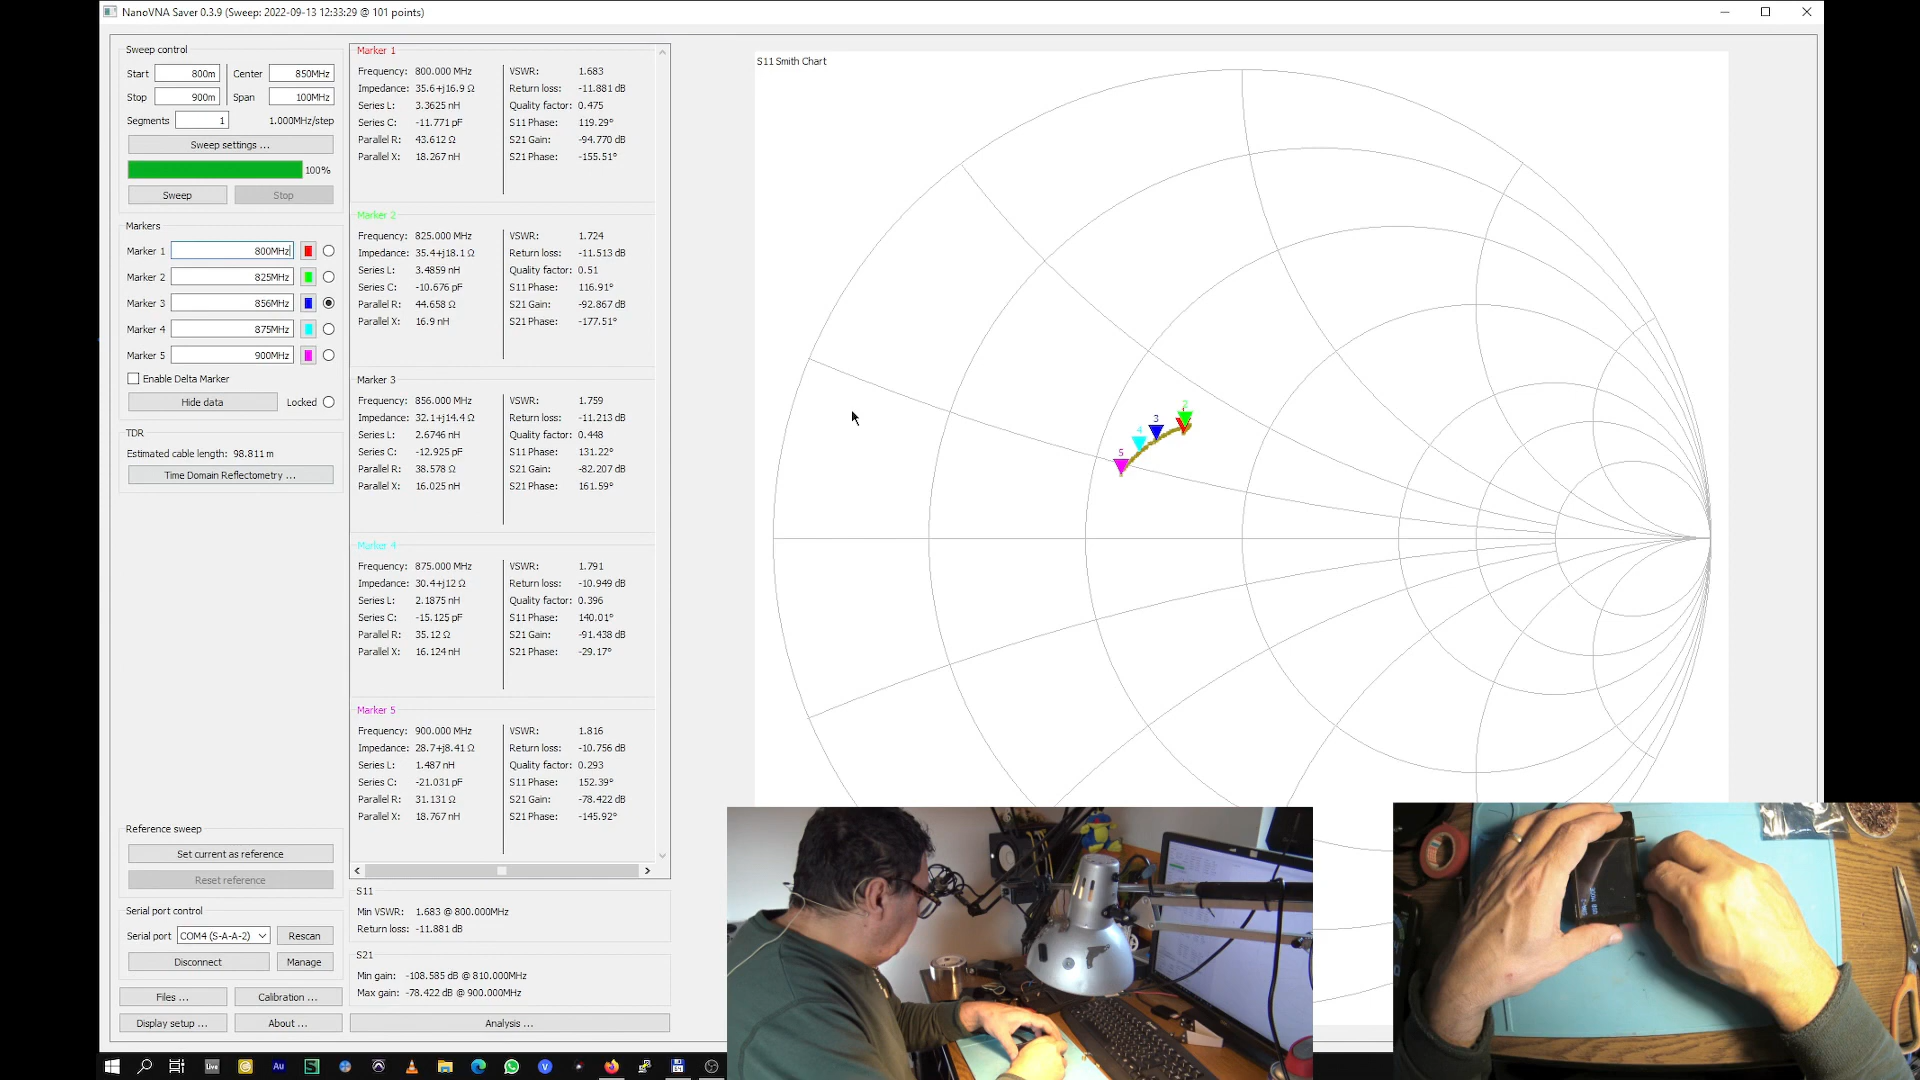 NanoVNA Saver 0.3.9 (Sweep: 2022-09-13 12:33:29 @ 101 points)
Sweep control
Start 800m Center 850MHz
Stop 900m Span 100MHz
Segments 1 1.000MHz/step
Sweep settings ...
100%
Sweep Stop
Markers
Marker 1 800MHz
Marker 2 825MHz
Marker 3 856MHz
Marker 4 875MHz
Marker 5 900MHz
Enable Delta Marker
Hide data Locked
TDR
Estimated cable length: 98.811 m
Time Domain Reflectometry ...
Reference sweep
Set current as reference
Reset reference
Serial port control
Serial port COM4 (S-A-A-2) Rescan
Disconnect Manage
Files ... Calibration ...
Display setup ... About ...
Marker 1
Frequency: 800.000 MHz VSWR: 1.683
Impedance: 35.6+j16.9 Ω Return loss: -11.881 dB
Series L: 3.3625 nH Quality factor: 0.475
Series C: -11.771 pF S11 Phase: 119.29°
Parallel R: 43.612 Ω S21 Gain: -94.770 dB
Parallel X: 18.267 nH S21 Phase: -155.51°
Marker 2
Frequency: 825.000 MHz VSWR: 1.724
Impedance: 35.4+j18.1 Ω Return loss: -11.513 dB
Series L: 3.4859 nH Quality factor: 0.51
Series C: -10.676 pF S11 Phase: 116.91°
Parallel R: 44.658 Ω S21 Gain: -92.867 dB
Parallel X: 16.9 nH S21 Phase: -177.51°
Marker 3
Frequency: 856.000 MHz VSWR: 1.759
Impedance: 32.1+j14.4 Ω Return loss: -11.213 dB
Series L: 2.6746 nH Quality factor: 0.448
Series C: -12.925 pF S11 Phase: 131.22°
Parallel R: 38.578 Ω S21 Gain: -82.207 dB
Parallel X: 16.025 nH S21 Phase: 161.59°
Marker 4
Frequency: 875.000 MHz VSWR: 1.791
Impedance: 30.4+j12 Ω Return loss: -10.949 dB
Series L: 2.1875 nH Quality factor: 0.396
Series C: -15.125 pF S11 Phase: 140.01°
Parallel R: 35.12 Ω S21 Gain: -91.438 dB
Parallel X: 16.124 nH S21 Phase: -29.17°
Marker 5
Frequency: 900.000 MHz VSWR: 1.816
Impedance: 28.7+j8.41 Ω Return loss: -10.756 dB
Series L: 1.487 nH Quality factor: 0.293
Series C: -21.031 pF S11 Phase: 152.39°
Parallel R: 31.131 Ω S21 Gain: -78.422 dB
Parallel X: 18.767 nH S21 Phase: -145.92°
S11
Min VSWR: 1.683 @ 800.000MHz
Return loss: -11.881 dB
S21
Min gain: -108.585 dB @ 810.000MHz
Max gain: -78.422 dB @ 900.000MHz
Analysis ...
S11 Smith Chart
2
3
4
5
Live
Au
USB MODE